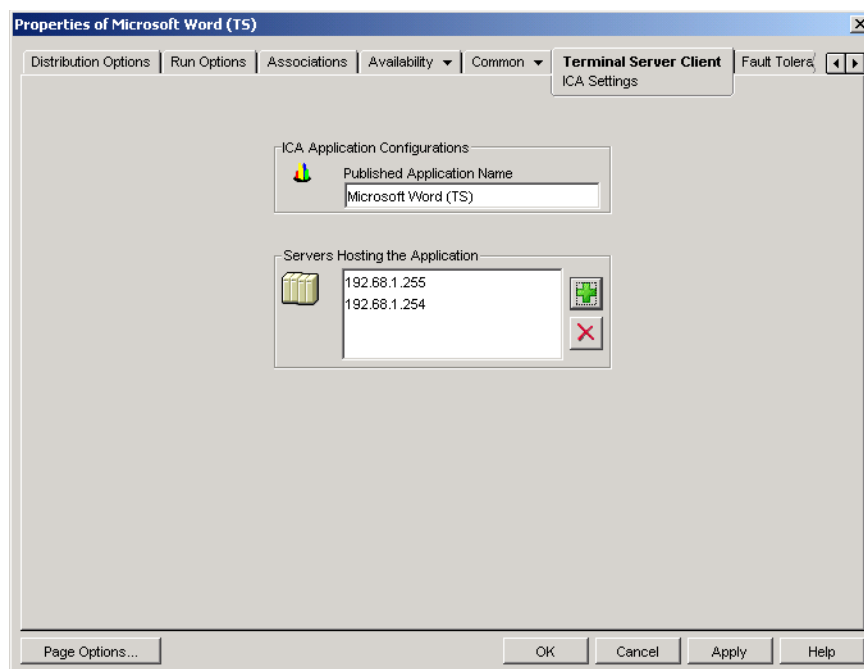 Properties of Microsoft Word (TS)
Distribution Options Run Options Associations Availability Common Terminal Server Client Fault Tolera
ICA Settings
ICA Application Configurations
Published Application Name
Microsoft Word (TS)
Servers Hosting the Application
192.68.1.255
192.68.1.254
Page Options... OK Cancel Apply Help